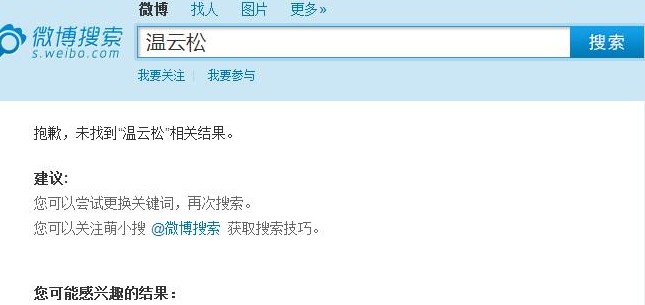 微博 找人 图片 更多»
微博搜索
s.weibo.com
温云松 搜索
我要关注 我要参与
抱歉，未找到“温云松”相关结果。
建议：
您可以尝试更换关键词，再次搜索。
您可以关注萌小搜 @微博搜索 获取搜索技巧。
您可能感兴趣的结果：